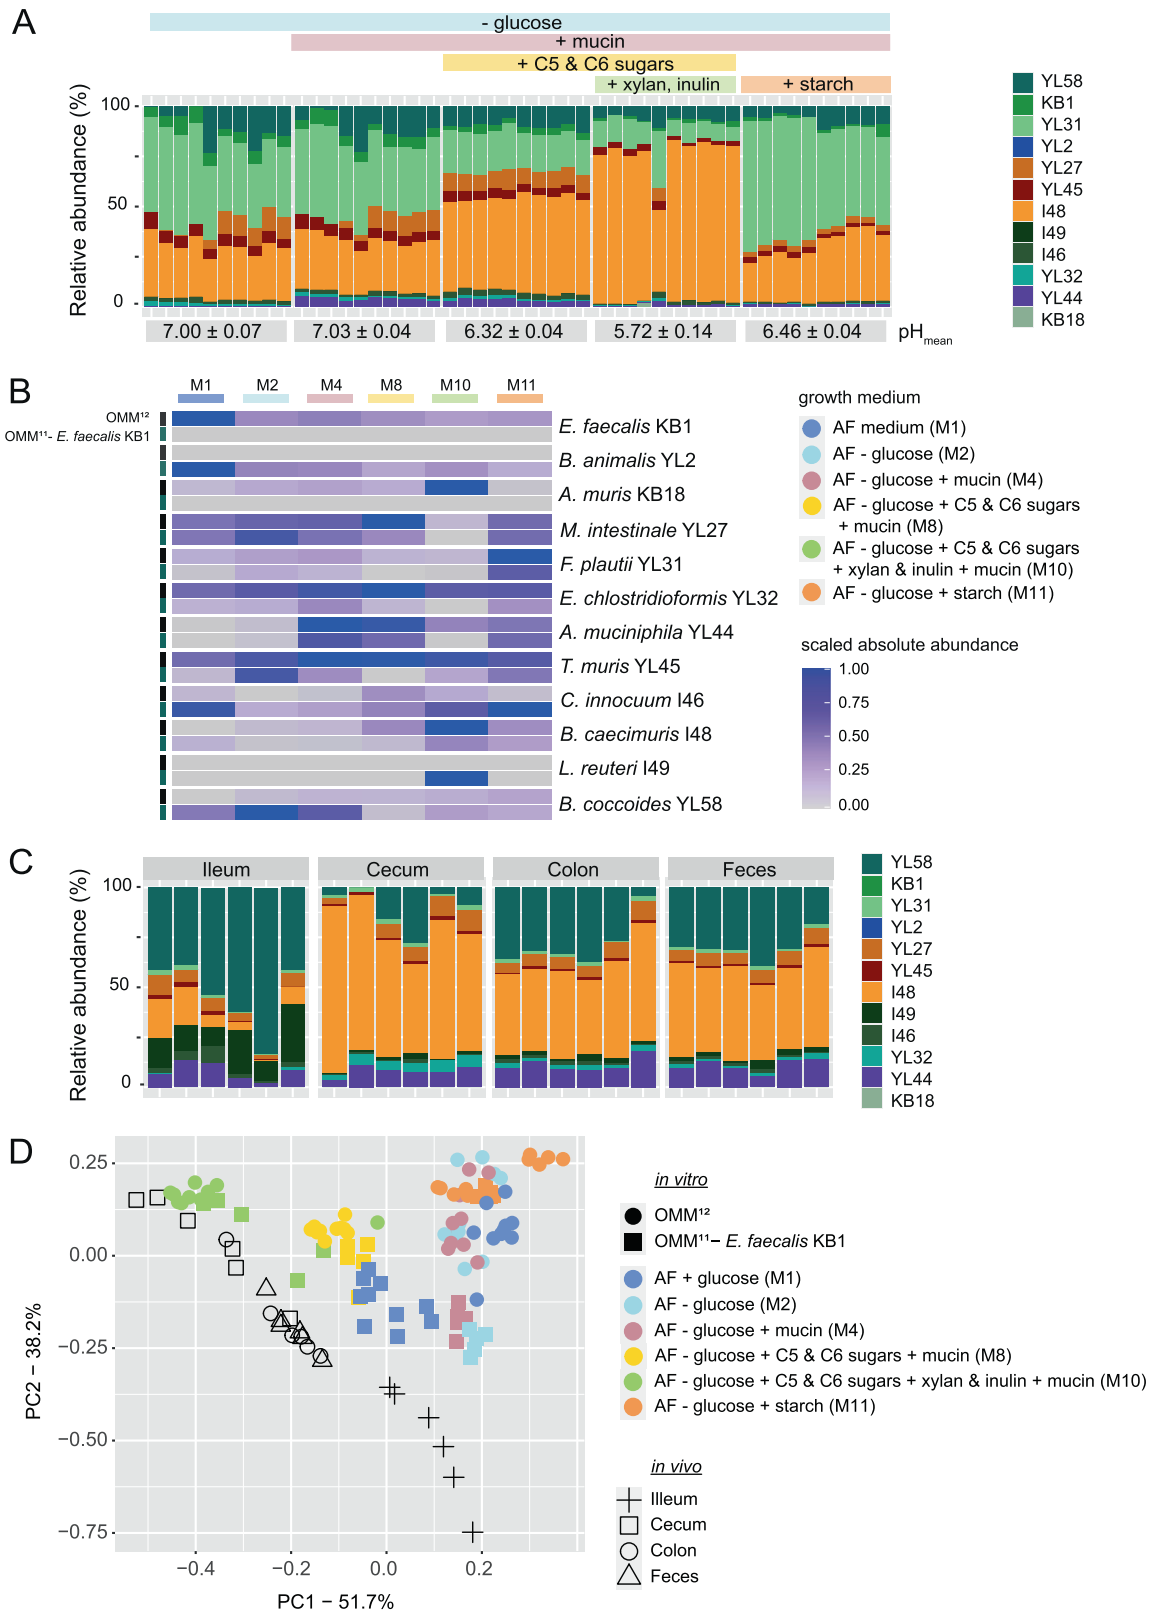 A
- glucose
+ mucin
+ C5 & C6 sugars
+ xylan, inulin
+ starch
Relative abundance (%)
100
50
0
7.00 ± 0.07
7.03 ± 0.04
6.32 ± 0.04
5.72 ± 0.14
6.46 ± 0.04
pHmean
YL58
KB1
YL31
YL2
YL27
YL45
I48
I49
I46
YL32
YL44
KB18
B
M1
M2
M4
M8
M10
M11
OMM¹²
OMM¹¹- E. faecalis KB1
E. faecalis KB1
B. animalis YL2
A. muris KB18
M. intestinale YL27
F. plautii YL31
E. chlostridioformis YL32
A. muciniphila YL44
T. muris YL45
C. innocuum I46
B. caecimuris I48
L. reuteri I49
B. coccoides YL58
growth medium
AF medium (M1)
AF - glucose (M2)
AF - glucose + mucin (M4)
AF - glucose + C5 & C6 sugars
+ mucin (M8)
AF - glucose + C5 & C6 sugars
+ xylan & inulin + mucin (M10)
AF - glucose + starch (M11)
scaled absolute abundance
1.00
0.75
0.50
0.25
0.00
C
Ileum
Cecum
Colon
Feces
Relative abundance (%)
100
50
0
YL58
KB1
YL31
YL2
YL27
YL45
I48
I49
I46
YL32
YL44
KB18
D
PC2 − 38.2%
0.25
0.00
−0.25
−0.50
−0.75
−0.4
−0.2
0.0
0.2
PC1 − 51.7%
in vitro
OMM¹²
OMM¹¹− E. faecalis KB1
AF + glucose (M1)
AF - glucose (M2)
AF - glucose + mucin (M4)
AF - glucose + C5 & C6 sugars + mucin (M8)
AF - glucose + C5 & C6 sugars + xylan & inulin + mucin (M10)
AF - glucose + starch (M11)
in vivo
Illeum
Cecum
Colon
Feces